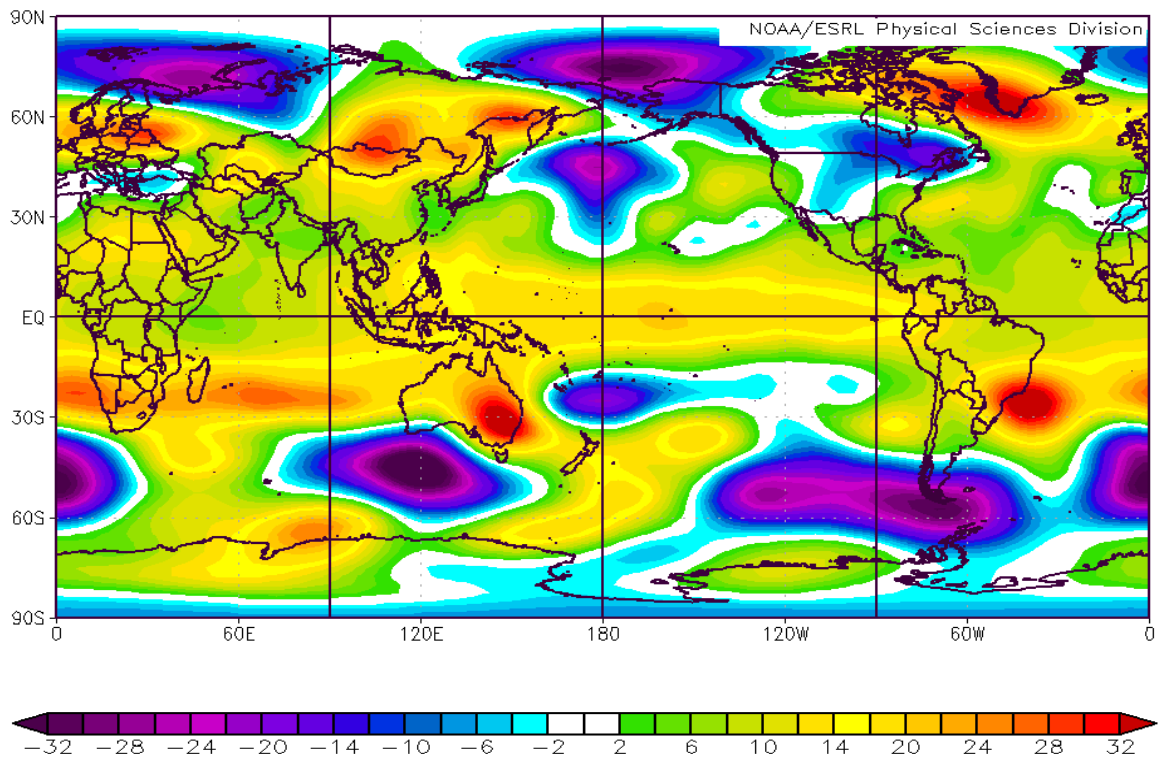 NOAA/ESRL Physical Sciences Division
90N
60N
30N
EQ
30S
60S
90S
0 60E 120E 180 120W 60W 0
−32 −28 −24 −20 −14 −10 −6 −2 2 6 10 14 20 24 28 32